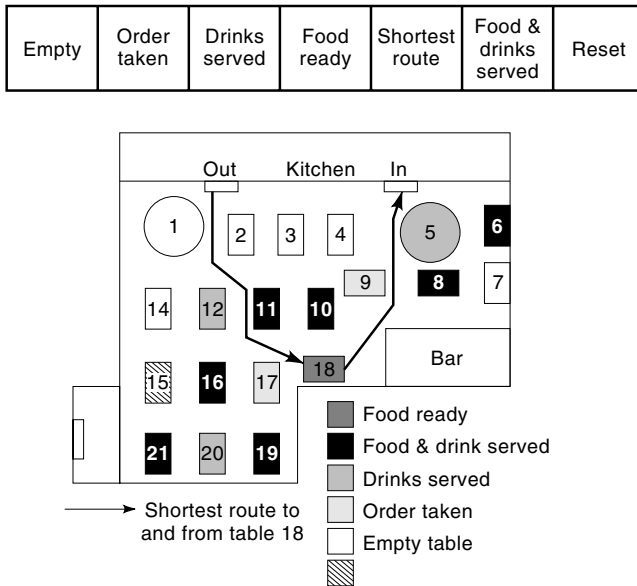 Empty
Order
taken
Drinks
served
Food
ready
Shortest
route
Food &
drinks
served
Reset
Out Kitchen In
1
2
3
4
5
6
7
8
9
14
12
11
10
18
Bar
15
16
17
21
20
19
Food ready
Food & drink served
Drinks served
Order taken
Empty table
Shortest route to
and from table 18